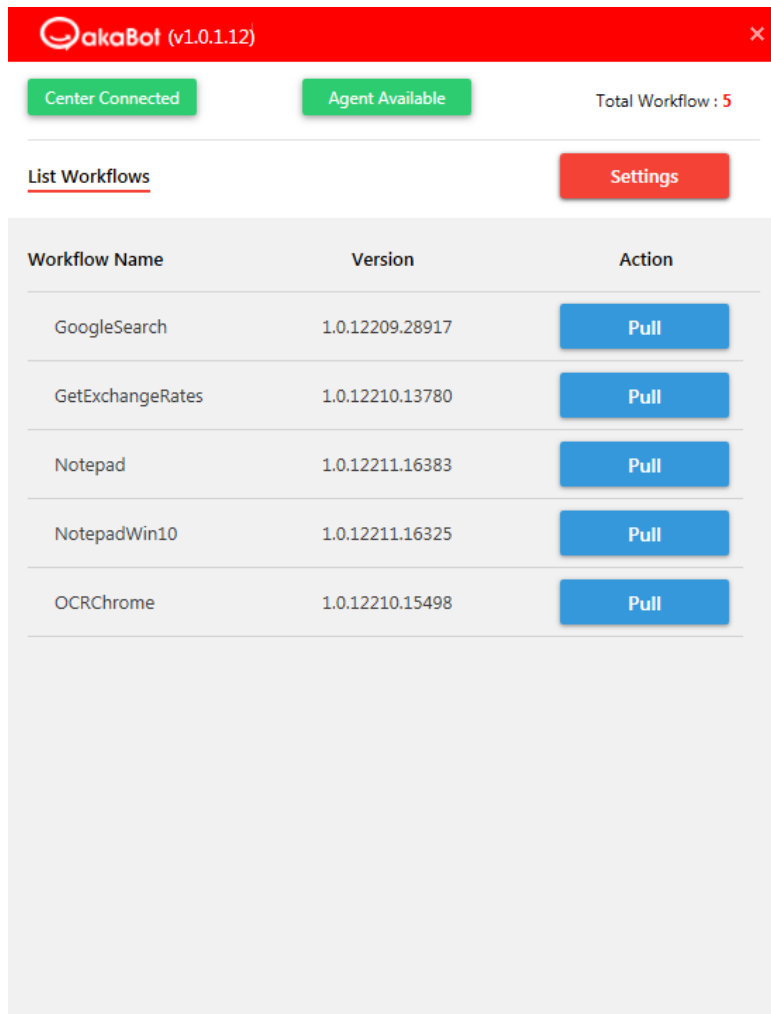 akaBot (v1.0.1.12)
Center Connected Agent Available Total Workflow : 5
List Workflows Settings
Workflow Name Version Action
GoogleSearch 1.0.12209.28917 Pull
GetExchangeRates 1.0.12210.13780 Pull
Notepad 1.0.12211.16383 Pull
NotepadWin10 1.0.12211.16325 Pull
OCRChrome 1.0.12210.15498 Pull